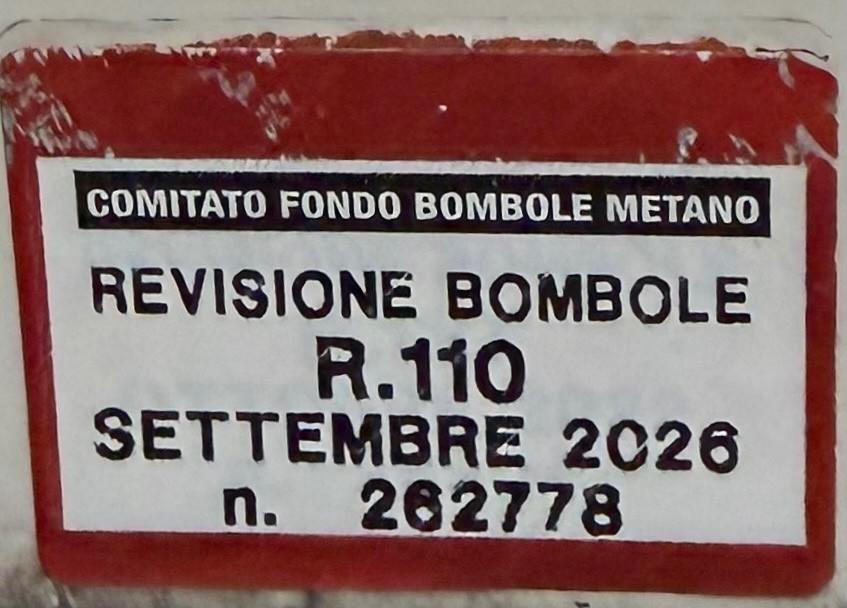 COMITATO FONDO BOMBOLE METANO
REVISIONE BOMBOLE
R.110
SETTEMBRE 2026
n. 262778